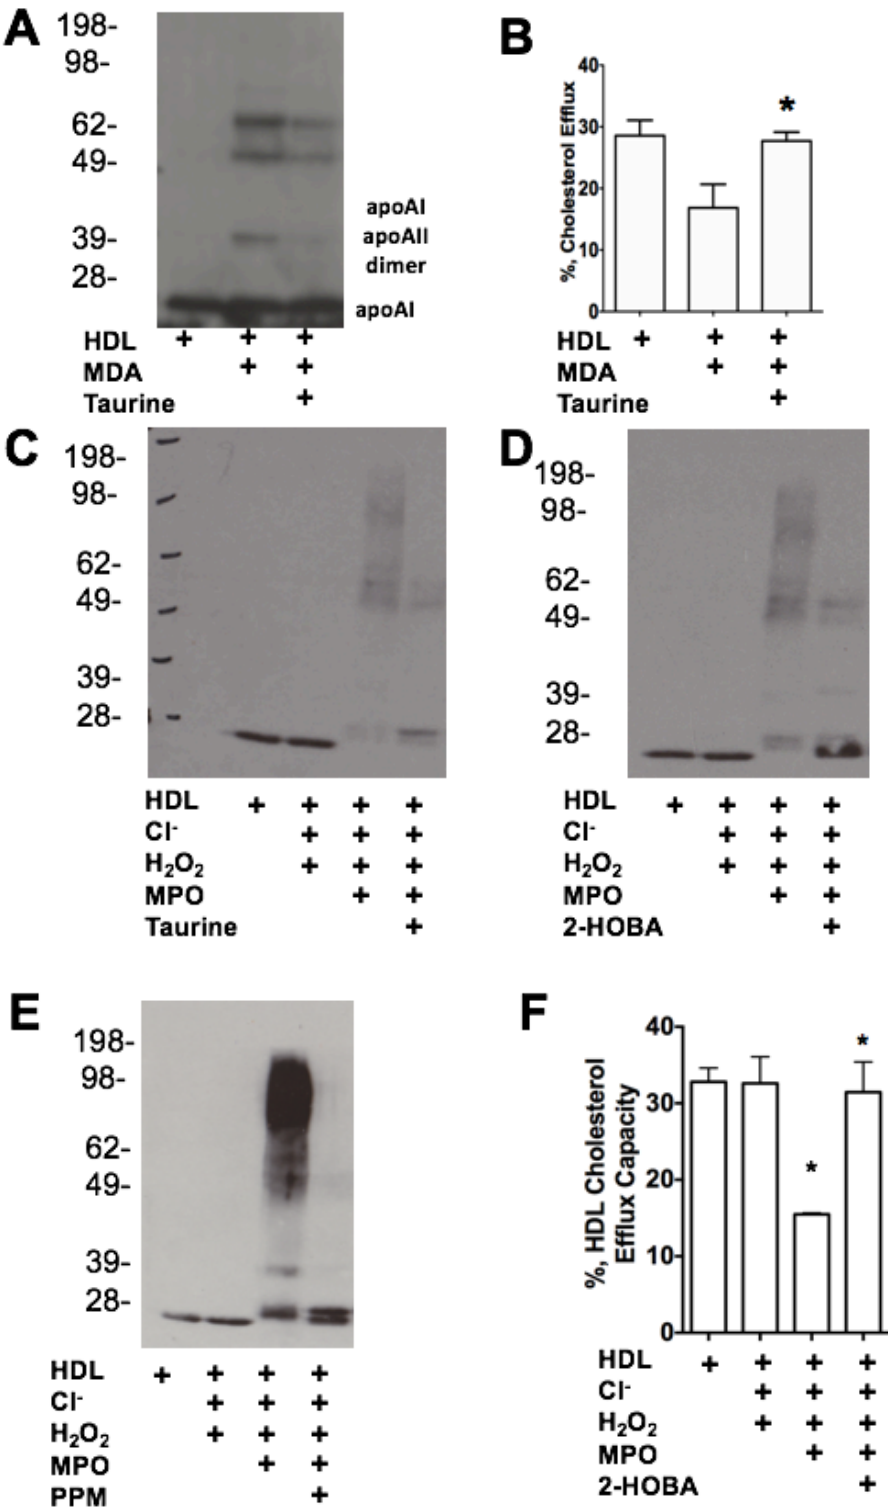 A
198-
98-
62-
49-
39-
28-
apoAI
apoAII
dimer
apoAI
HDL + + +
MDA + +
Taurine +
B
%, Cholesterol Efflux
40
30
20
10
0
*
HDL + + +
MDA + +
Taurine +
C
198-
98-
62-
49-
39-
28-
HDL + + + +
Cl- + + +
H2O2 + + +
MPO + +
Taurine +
D
198-
98-
62-
49-
39-
28-
HDL + + + +
Cl- + + +
H2O2 + + +
MPO + +
2-HOBA +
E
198-
98-
62-
49-
39-
28-
HDL + + + +
Cl- + + +
H2O2 + + +
MPO + +
PPM +
F
%, HDL Cholesterol
Efflux Capacity
40
30
20
10
0
*
*
HDL + + + +
Cl- + + +
H2O2 + + +
MPO + +
2-HOBA +